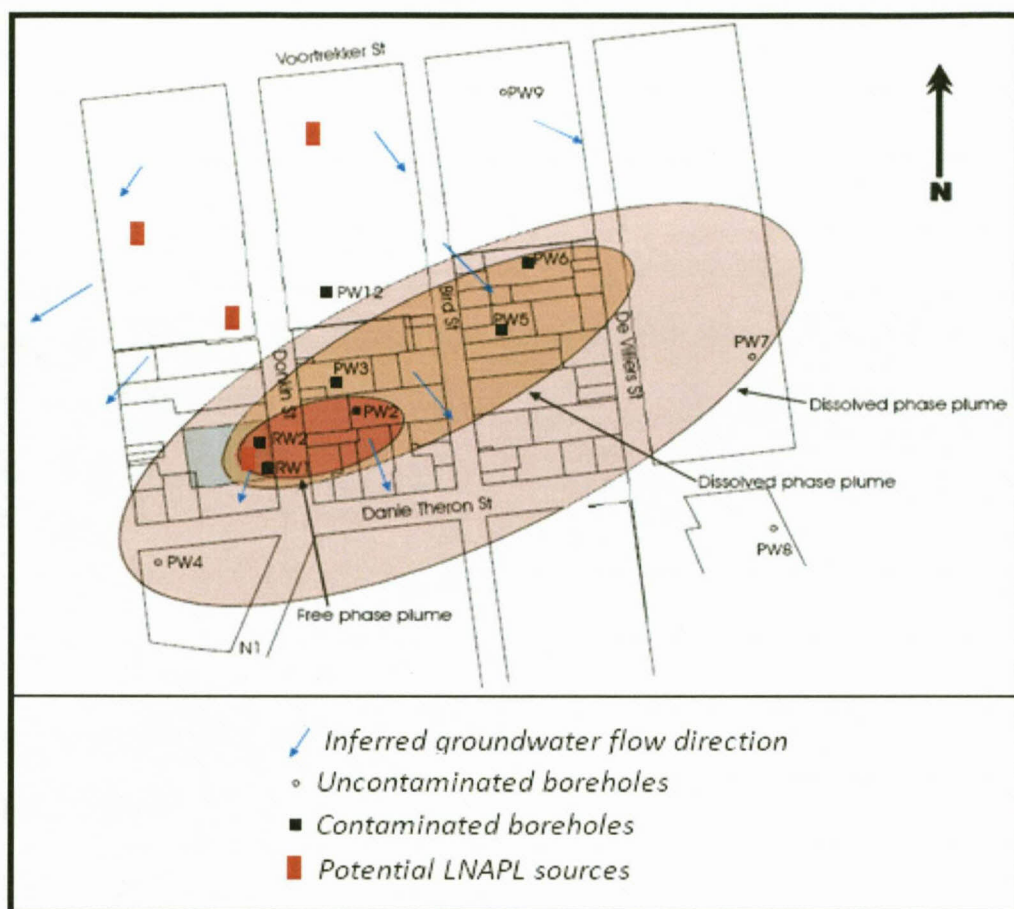 Voortrekker St
PW9
N
PW12
PW6
Bird St
PW5
De Villiers St
PW7
PW3
Donkin St
PW2
Dissolved phase plume
RW2
RW1
Dissolved phase plume
Danie Theron St
PW8
PW4
Free phase plume
N1
Inferred groundwater flow direction
Uncontaminated boreholes
Contaminated boreholes
Potential LNAPL sources